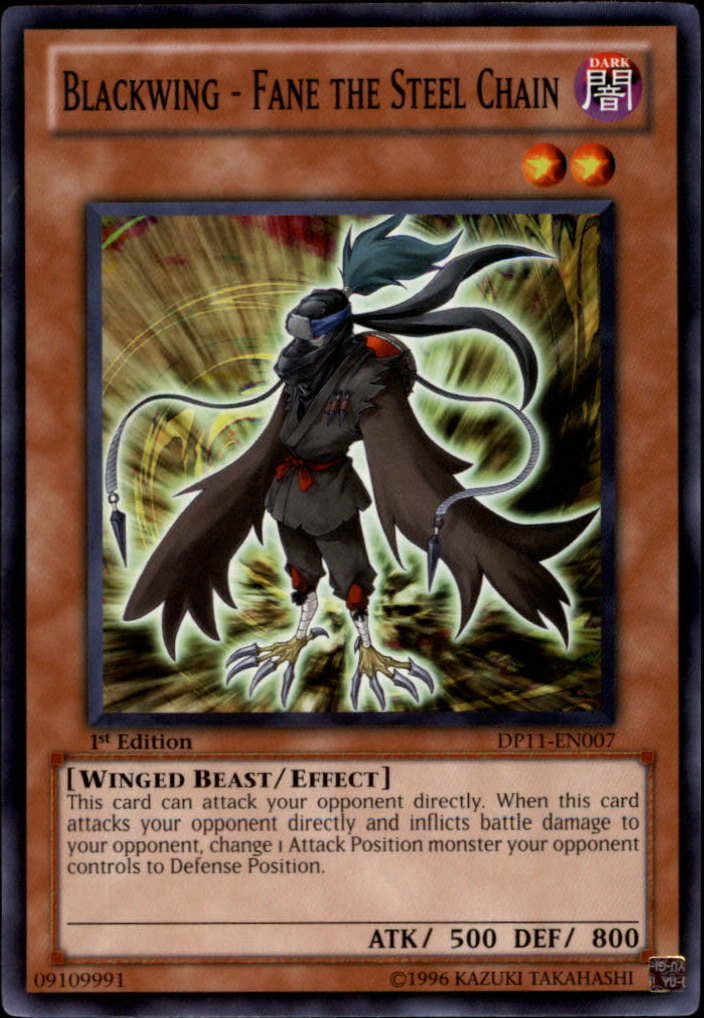 BLACKWING - FANE THE STEEL CHAIN
DARK
闇
1st Edition
DP11-EN007
[WINGED BEAST/EFFECT]
This card can attack your opponent directly. When this card
attacks your opponent directly and inflicts battle damage to
your opponent, change 1 Attack Position monster your opponent
controls to Defense Position.
ATK/ 500 DEF/ 800
09109991
©1996 KAZUKI TAKAHASHI